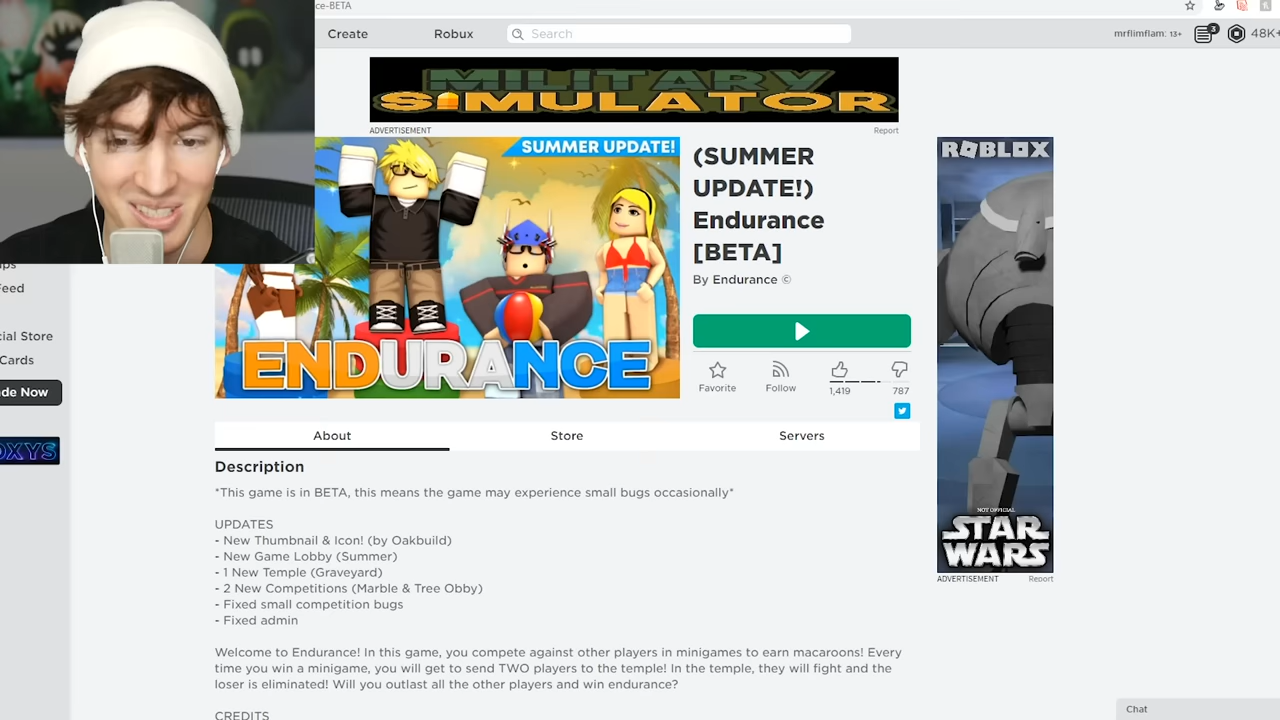 ce-BETA
Create
Robux
Search
mrflimflam: 13+
3
48K+
MILITARY
SIMULATOR
ADVERTISEMENT
Report
SUMMER UPDATE!
ENDURANCE
(SUMMER
UPDATE!)
Endurance
[BETA]
By Endurance ©
Favorite
Follow
1,419
787
ROBLOX
NOT OFFICIAL
STAR
WARS
ADVERTISEMENT
Report
ps
Feed
cial Store
Cards
de Now
OXYS
About
Store
Servers
Description
*This game is in BETA, this means the game may experience small bugs occasionally*
UPDATES
- New Thumbnail & Icon! (by Oakbuild)
- New Game Lobby (Summer)
- 1 New Temple (Graveyard)
- 2 New Competitions (Marble & Tree Obby)
- Fixed small competition bugs
- Fixed admin
Welcome to Endurance! In this game, you compete against other players in minigames to earn macaroons! Every
time you win a minigame, you will get to send TWO players to the temple! In the temple, they will fight and the
loser is eliminated! Will you outlast all the other players and win endurance?
CREDITS
Chat